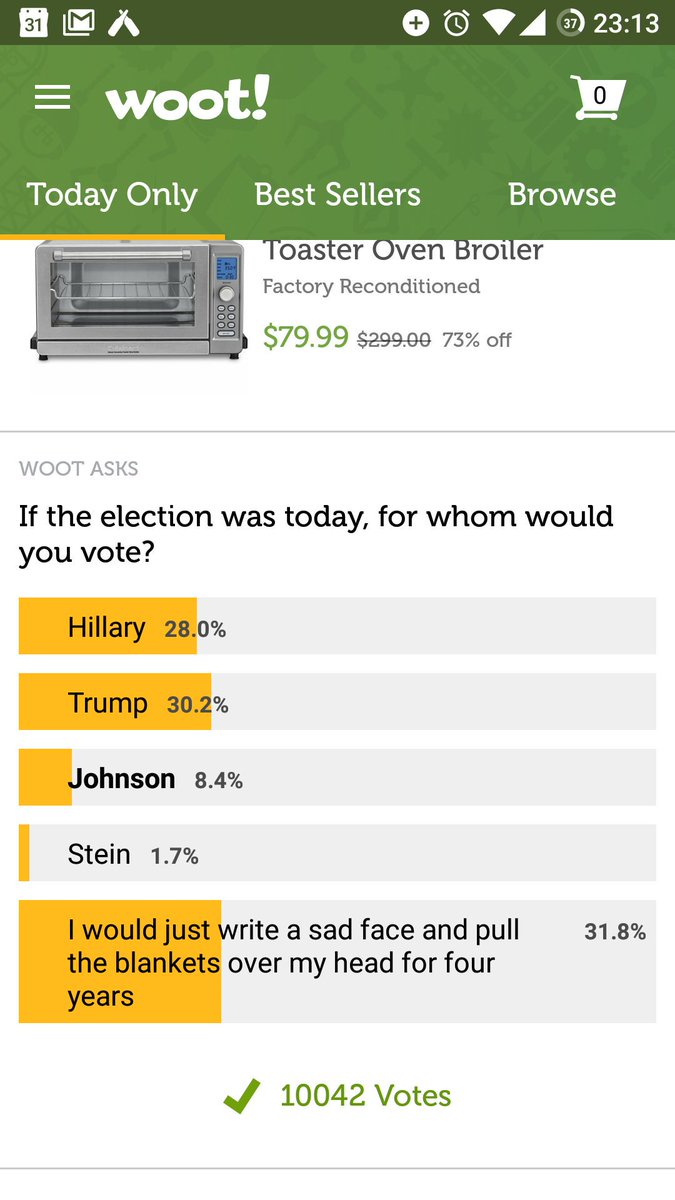 31
37
23:13
woot!
0
Today Only
Best Sellers
Browse
Toaster Oven Broiler
Factory Reconditioned
$79.99 $299.00 73% off
WOOT ASKS
If the election was today, for whom would
you vote?
Hillary 28.0%
Trump 30.2%
Johnson 8.4%
Stein 1.7%
I would just write a sad face and pull 31.8%
the blankets over my head for four
years
10042 Votes